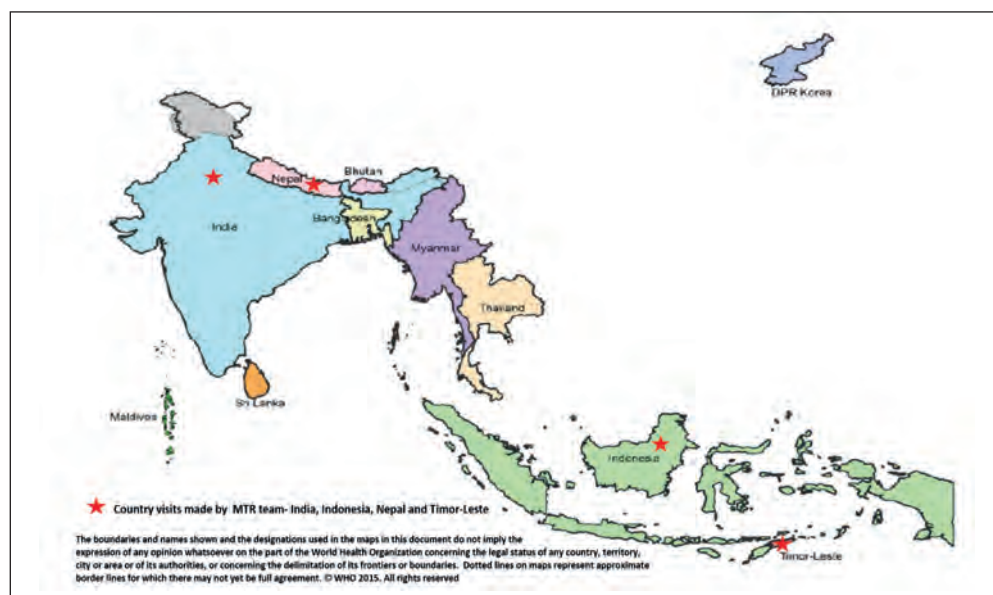 DPR Korea
Nepal
Bhutan
Bangladesh
India
Myanmar
Thailand
Sri Lanka
Maldives
Indonesia
Country visits made by MTR team- India, Indonesia, Nepal and Timor-Leste
Timor-Leste
The boundaries and names shown and the designations used in the maps in this document do not imply the
expression of any opinion whatsoever on the part of the World Health Organization concerning the legal status of any country, territory,
city or area or of its authorities, or concerning the delimitation of its frontiers or boundaries. Dotted lines on maps represent approximate
border lines for which there may not yet be full agreement. © WHO 2015. All rights reserved